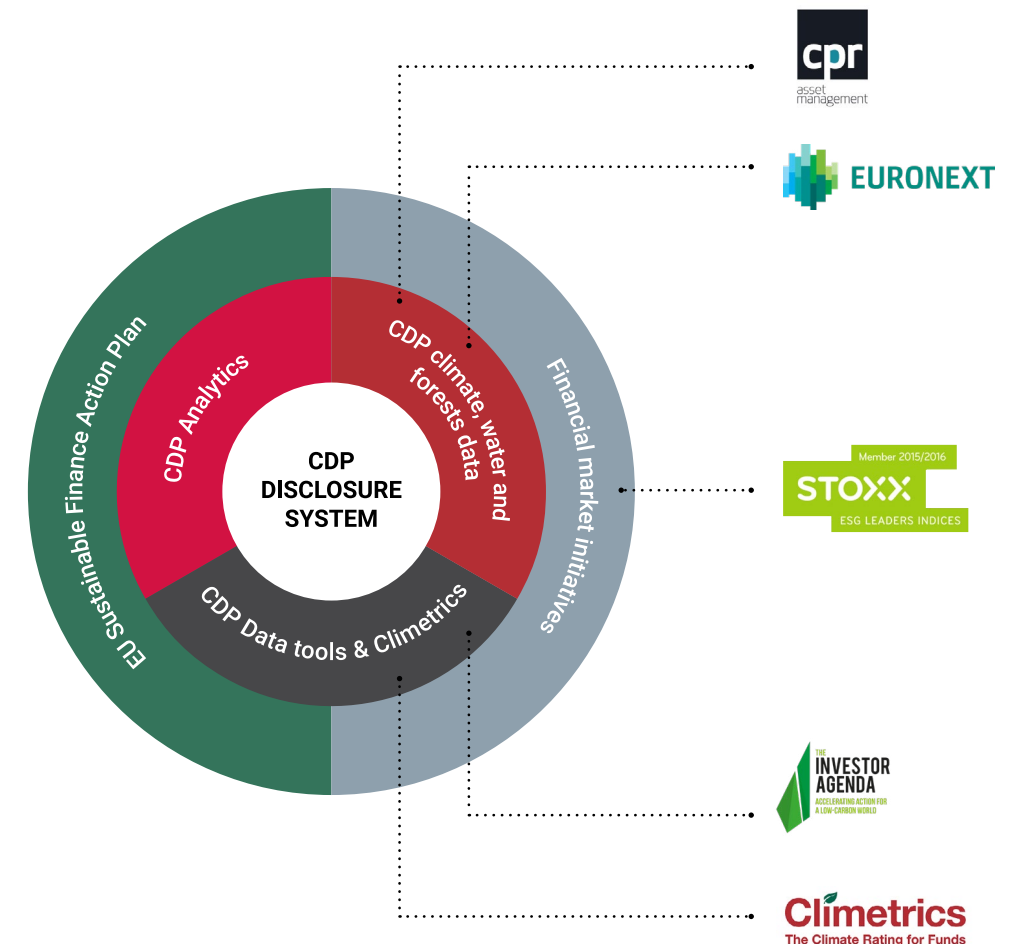 cpr
asset
management
EURONEXT
EU Sustainable Finance Action Plan
CDP Analytics
CDP climate, water and
forests data
Financial market initiatives
CDP
DISCLOSURE
SYSTEM
CDP Data tools & Climetrics
Member 2015/2016
STOXX
ESG LEADERS INDICES
THE
INVESTOR
AGENDA
ACCELERATING ACTION FOR
A LOW-CARBON WORLD
Climetrics
The Climate Rating for Funds